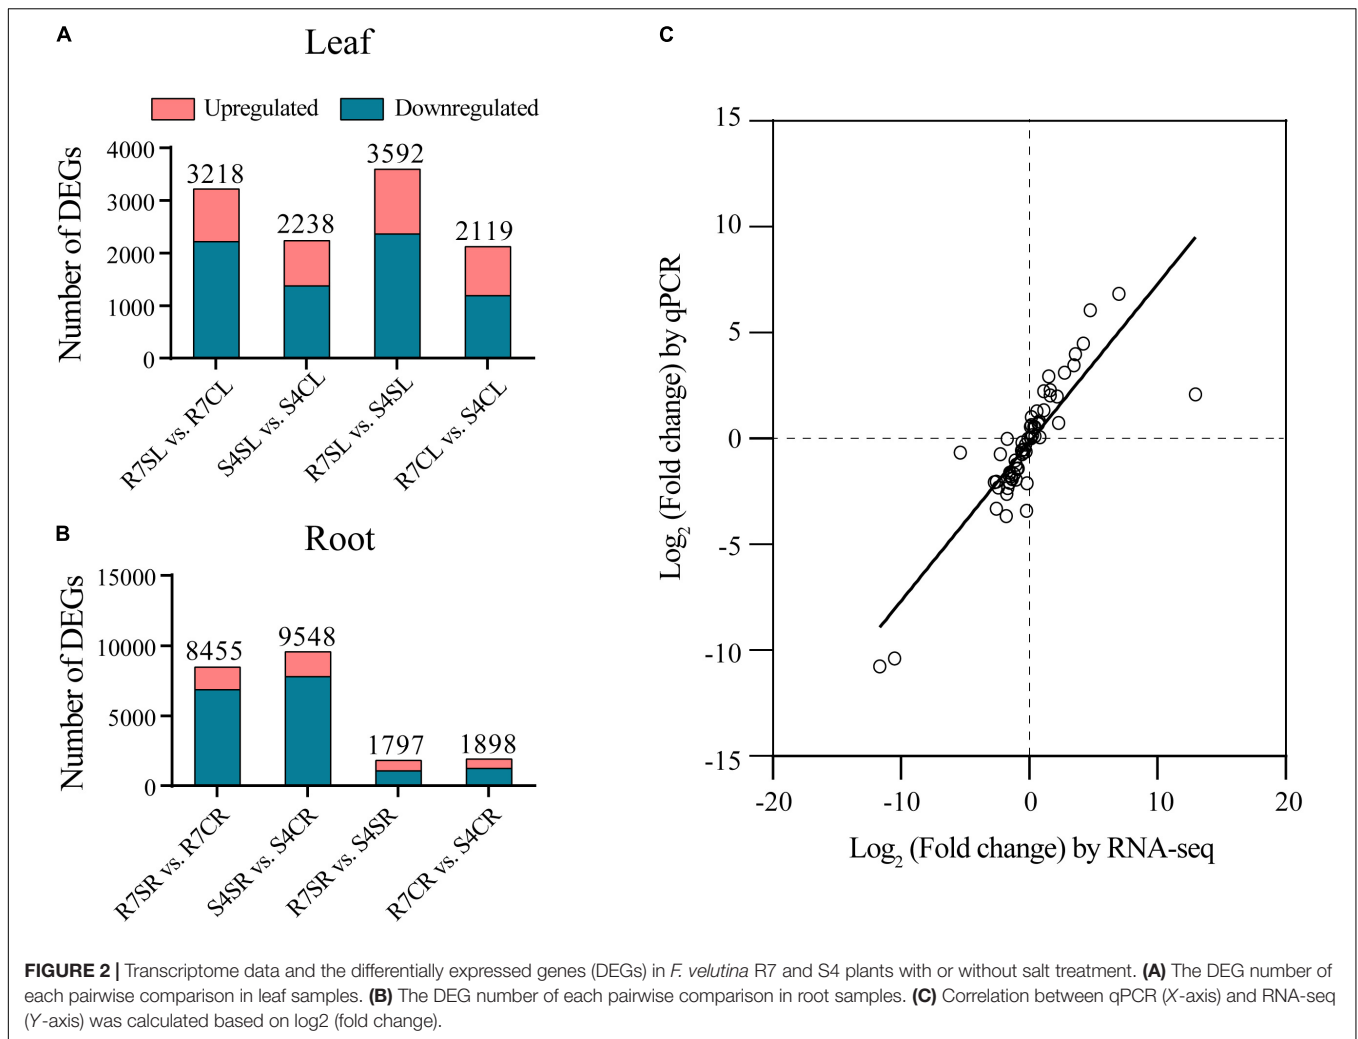 A
Leaf
Upregulated
Downregulated
Number of DEGs
4000
3000
2000
1000
0
3218
2238
3592
2119
R7SL vs. R7CL
S4SL vs. S4CL
R7SL vs. S4SL
R7CL vs. S4CL
B
Root
Number of DEGs
15000
10000
5000
0
8455
9548
1797
1898
R7SR vs. R7CR
S4SR vs. S4CR
R7SR vs. S4SR
R7CR vs. S4CR
C
Log2 (Fold change) by qPCR
15
10
5
0
-5
-10
-15
-20
-10
0
10
20
Log2 (Fold change) by RNA-seq
FIGURE 2 | Transcriptome data and the differentially expressed genes (DEGs) in F. velutina R7 and S4 plants with or without salt treatment. (A) The DEG number of
each pairwise comparison in leaf samples. (B) The DEG number of each pairwise comparison in root samples. (C) Correlation between qPCR (X-axis) and RNA-seq
(Y-axis) was calculated based on log2 (fold change).